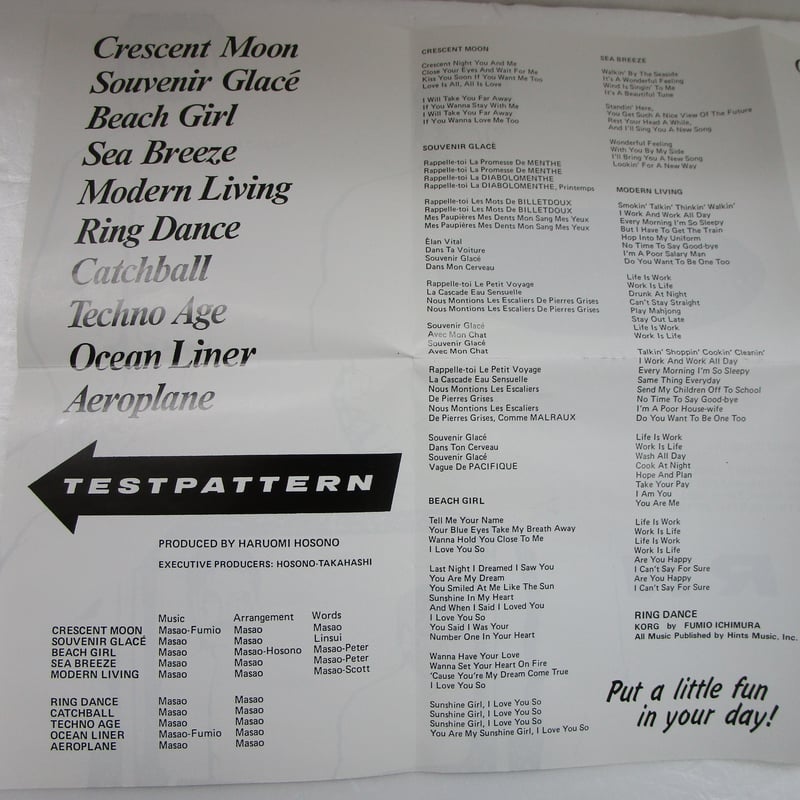 Crescent Moon
Souvenir Glacé
Beach Girl
Sea Breeze
Modern Living
Ring Dance
Catchball
Techno Age
Ocean Liner
Aeroplane
TESTPATTERN
PRODUCED BY HARUOMI HOSONO
EXECUTIVE PRODUCERS: HOSONO-TAKAHASHI
Music Arrangement Words
CRESCENT MOON Masao-Fumio Masao Masao
SOUVENIR GLACÉ Masao Masao Linsui
BEACH GIRL Masao Masao-Hosono Masao-Peter
SEA BREEZE Masao Masao Masao-Peter
MODERN LIVING Masao Masao Masao-Scott
RING DANCE Masao Masao
CATCHBALL Masao Masao
TECHNO AGE Masao Masao
OCEAN LINER Masao-Fumio Masao
AEROPLANE Masao Masao
CRESCENT MOON
Crescent Night You And Me
Close Your Eyes And Wait For Me
Kiss You Soon If You Want Me Too
Love Is All, All Is Love
I Will Take You Far Away
If You Wanna Stay With Me
I Will Take You Far Away
If You Wanna Love Me Too
SOUVENIR GLACÉ
Rappelle-toi La Promesse De MENTHE
Rappelle-toi La Promesse De MENTHE
Rappelle-toi La DIABOLOMENTHE
Rappelle-toi La DIABOLOMENTHE, Printemps
Rappelle-toi Les Mots De BILLETDOUX
Rappelle-toi Les Mots De BILLETDOUX
Mes Paupières Mes Dents Mon Sang Mes Yeux
Mes Paupières Mes Dents Mon Sang Mes Yeux
Élan Vital
Dans Ta Voiture
Souvenir Glacé
Dans Mon Cerveau
Rappelle-toi Le Petit Voyage
La Cascade Eau Sensuelle
Nous Montions Les Escaliers De Pierres Grises
Nous Montions Les Escaliers De Pierres Grises
Souvenir Glacé
Avec Mon Chat
Souvenir Glacé
Avec Mon Chat
Rappelle-toi Le Petit Voyage
La Cascade Eau Sensuelle
Nous Montions Les Escaliers
De Pierres Grises
Nous Montions Les Escaliers
De Pierres Grises, Comme MALRAUX
Souvenir Glacé
Dans Ton Cerveau
Souvenir Glacé
Vague De PACIFIQUE
BEACH GIRL
Tell Me Your Name
Your Blue Eyes Take My Breath Away
Wanna Hold You Close To Me
I Love You So
Last Night I Dreamed I Saw You
You Are My Dream
You Smiled At Me Like The Sun
Sunshine In My Heart
And When I Said I Loved You
I Love You So
You Said I Was Your
Number One In Your Heart
Wanna Have Your Love
Wanna Set Your Heart On Fire
'Cause You're My Dream Come True
I Love You So
Sunshine Girl, I Love You So
Sunshine Girl, I Love You So
Sunshine Girl, I Love You So
You Are My Sunshine Girl, I Love You So
SEA BREEZE
Walkin' By The Seaside
It's A Wonderful Feeling
Wind Is Singin' To Me
It's A Beautiful Tune
Standin' Here,
You Get Such A Nice View Of The Future
Rest Your Head A While,
And I'll Sing You A New Song
Wonderful Feeling
With You By My Side
I'll Bring You A New Song
Lookin' For A New Way
MODERN LIVING
Smokin' Talkin' Thinkin' Walkin'
I Work And Work All Day
Every Morning I'm So Sleepy
But I Have To Get The Train
Hop Into My Uniform
No Time To Say Good-bye
I'm A Poor Salary Man
Do You Want To Be One Too
Life Is Work
Work Is Life
Drunk At Night
Can't Stay Straight
Play Mahjong
Stay Out Late
Life Is Work
Work Is Life
Talkin' Shoppin' Cookin' Cleanin'
I Work And Work All Day
Every Morning I'm So Sleepy
Same Thing Everyday
Send My Children Off To School
No Time To Say Good-bye
I'm A Poor House-wife
Do You Want To Be One Too
Life Is Work
Work Is Life
Wash All Day
Cook At Night
Hope And Plan
Take Your Pay
I Am You
You Are Me
Life Is Work
Work Is Life
Life Is Work
Work Is Life
Are You Happy
I Can't Say For Sure
Are You Happy
I Can't Say For Sure
RING DANCE
KORG by FUMIO ICHIMURA
All Music Published by Hints Music, Inc.
Put a little fun
in your day!